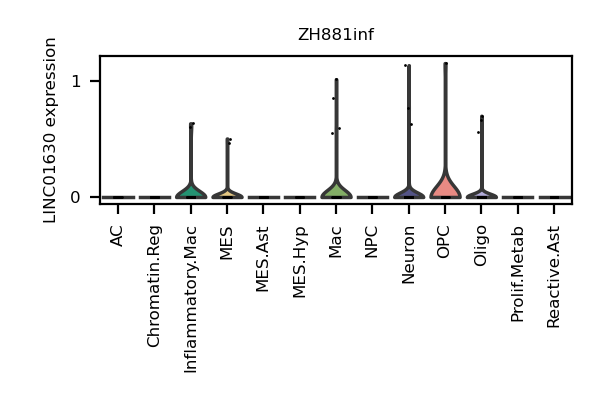 ZH881inf
LINC01630 expression
1
0
AC
Chromatin.Reg
Inflammatory.Mac
MES
MES.Ast
MES.Hyp
Mac
NPC
Neuron
OPC
Oligo
Prolif.Metab
Reactive.Ast